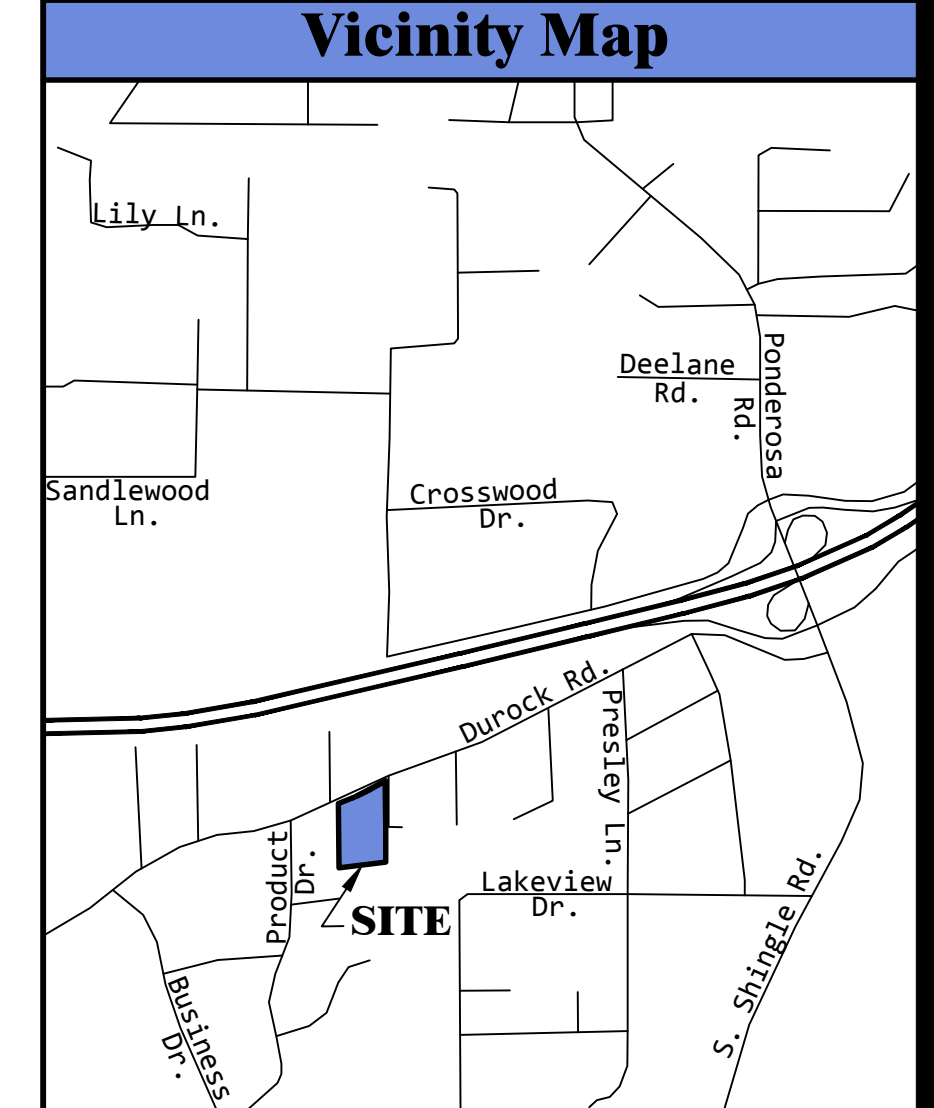 Vicinity Map
Lily Ln.
Deelane
Rd.
Ponderosa
Rd.
Sandlewood
Ln.
Crosswood
Dr.
Durock Rd.
Presley Ln.
Product
Dr.
Lakeview
Dr.
SITE
S. Shingle Rd.
Business
Dr.